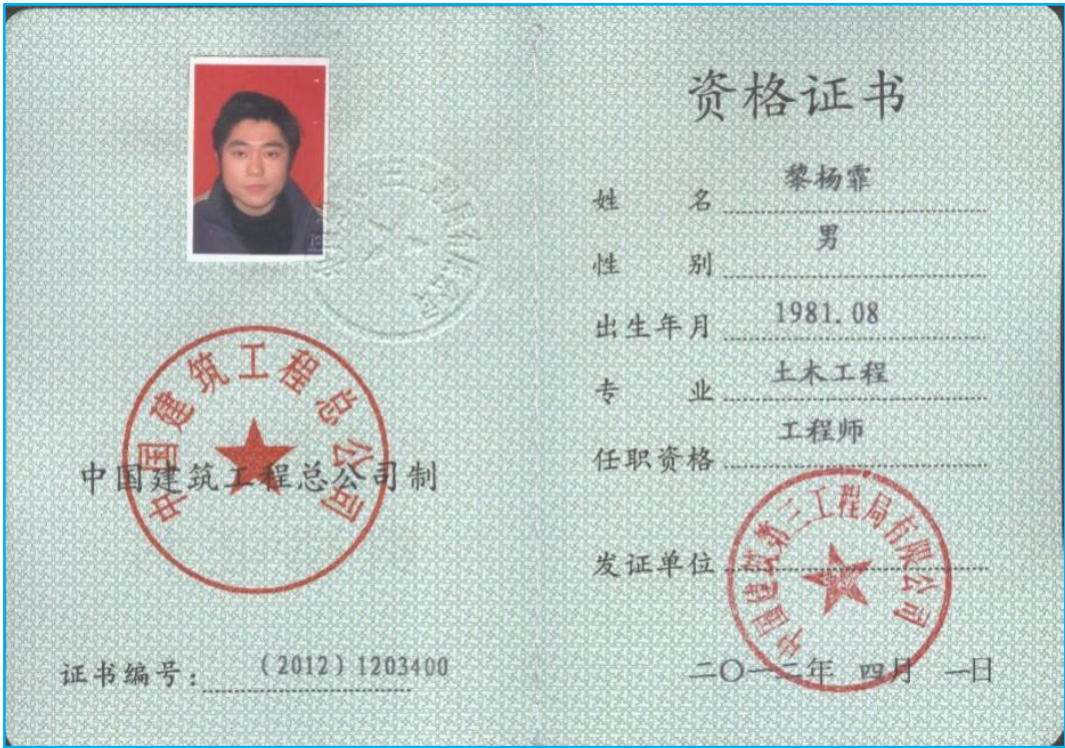 中国建筑工程总公司
中国建筑工程总公司制
证书编号：（2012）1203400
资格证书
姓 名 黎杨霏
性 别 男
出生年月 1981.08
专 业 土木工程
任职资格 工程师
发证单位
中国建筑第三工程局有限公司
二〇一二年 四月 一日